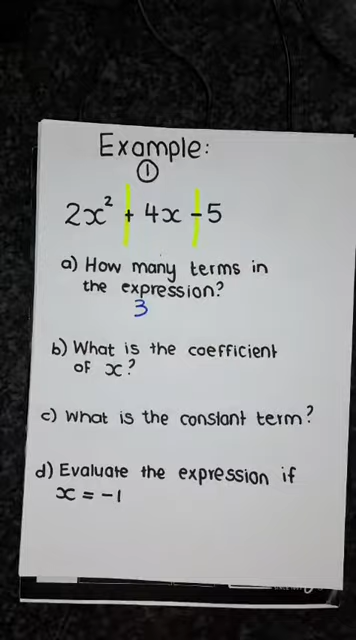 Example:
①
2x² + 4x - 5
a) How many terms in
the expression?
3
b) What is the coefficient
of x?
c) What is the constant term?
d) Evaluate the expression if
x = -1